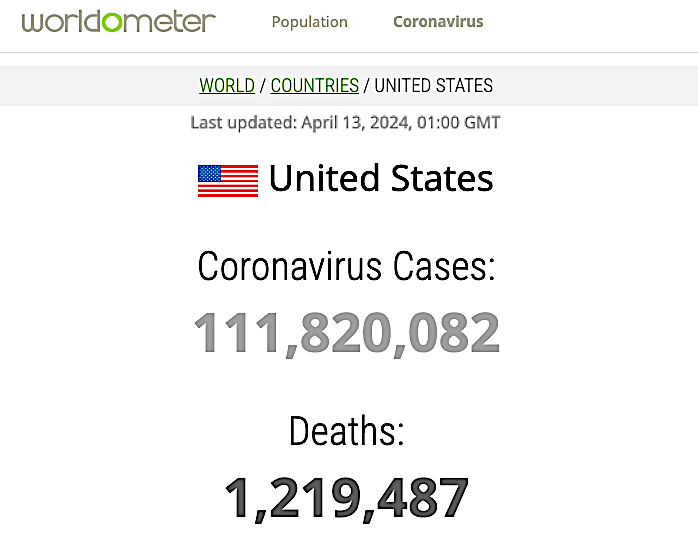 worldometer Population Coronavirus
WORLD / COUNTRIES / UNITED STATES
Last updated: April 13, 2024, 01:00 GMT
United States
Coronavirus Cases:
111,820,082
Deaths:
1,219,487